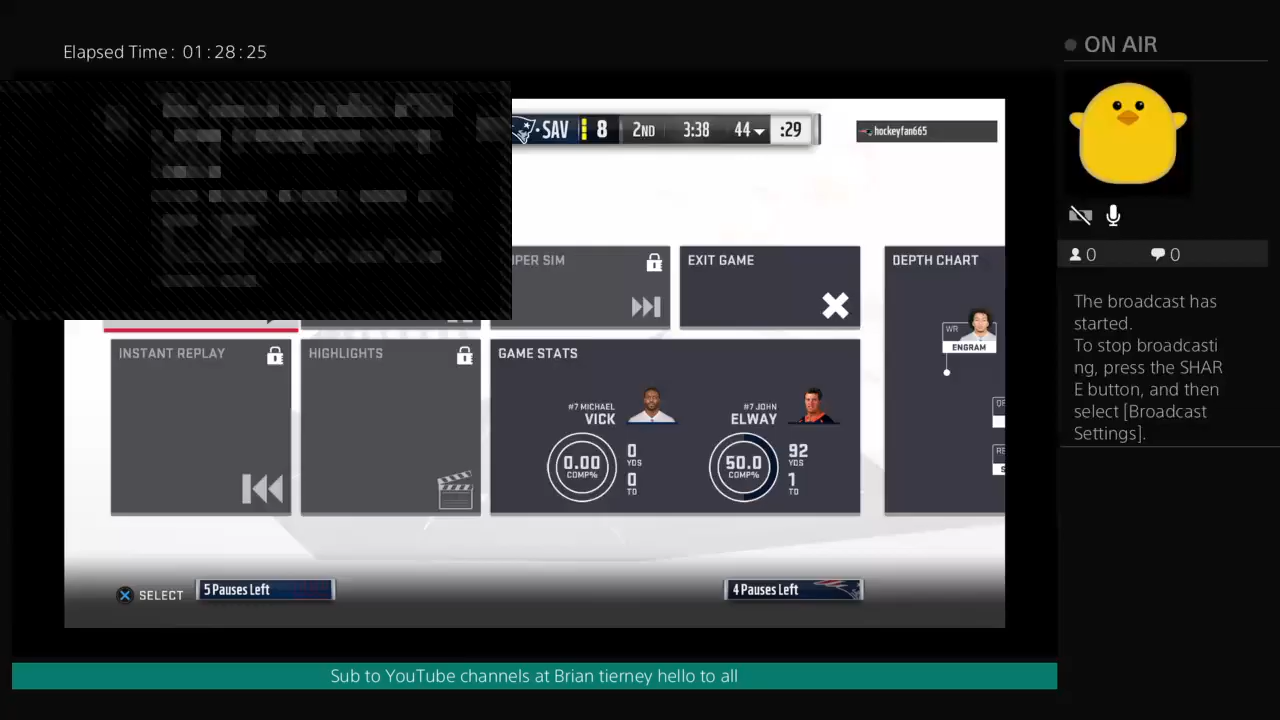 Elapsed Time: 01:28:25
ON AIR
SAV 8 2ND 3:38 44 :29
hockeyfan665
0 0
SIM
EXIT GAME
DEPTH CHART
WR
ENGRAM
INSTANT REPLAY
HIGHLIGHTS
GAME STATS
#7 MICHAEL
VICK
#7 JOHN
ELWAY
0.00
COMP%
0
YDS
0
TD
50.0
COMP%
92
YDS
1
TD
The broadcast has
started.
To stop broadcasti
ng, press the SHAR
E button, and then
select [Broadcast
Settings].
SELECT
5 Pauses Left
4 Pauses Left
Sub to YouTube channels at Brian tierney hello to all